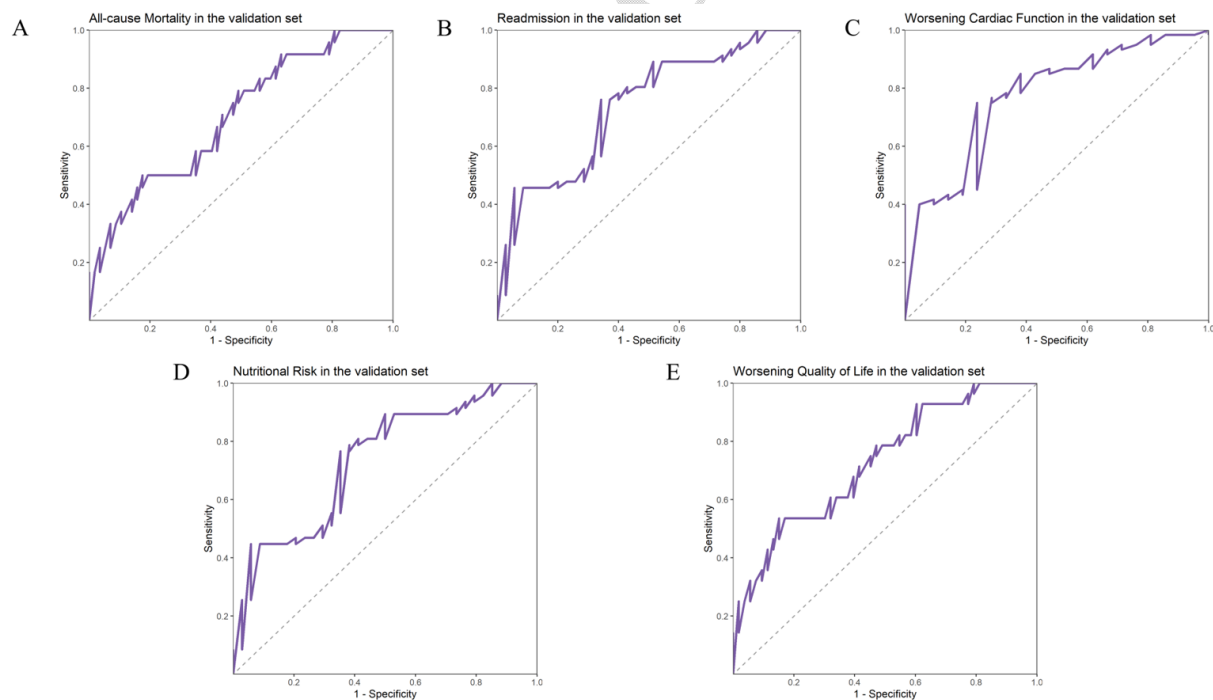 A
All-cause Mortality in the validation set
1.0
0.8
0.6
0.4
0.2
Sensitivity
0.2
0.4
0.6
0.8
1.0
1 - Specificity
B
Readmission in the validation set
1.0
0.8
0.6
0.4
0.2
Sensitivity
0.2
0.4
0.6
0.8
1.0
1 - Specificity
C
Worsening Cardiac Function in the validation set
1.0
0.8
0.6
0.4
0.2
Sensitivity
0.2
0.4
0.6
0.8
1.0
1 - Specificity
D
Nutritional Risk in the validation set
1.0
0.8
0.6
0.4
0.2
Sensitivity
0.2
0.4
0.6
0.8
1.0
1 - Specificity
E
Worsening Quality of Life in the validation set
1.0
0.8
0.6
0.4
0.2
Sensitivity
0.2
0.4
0.6
0.8
1.0
1 - Specificity